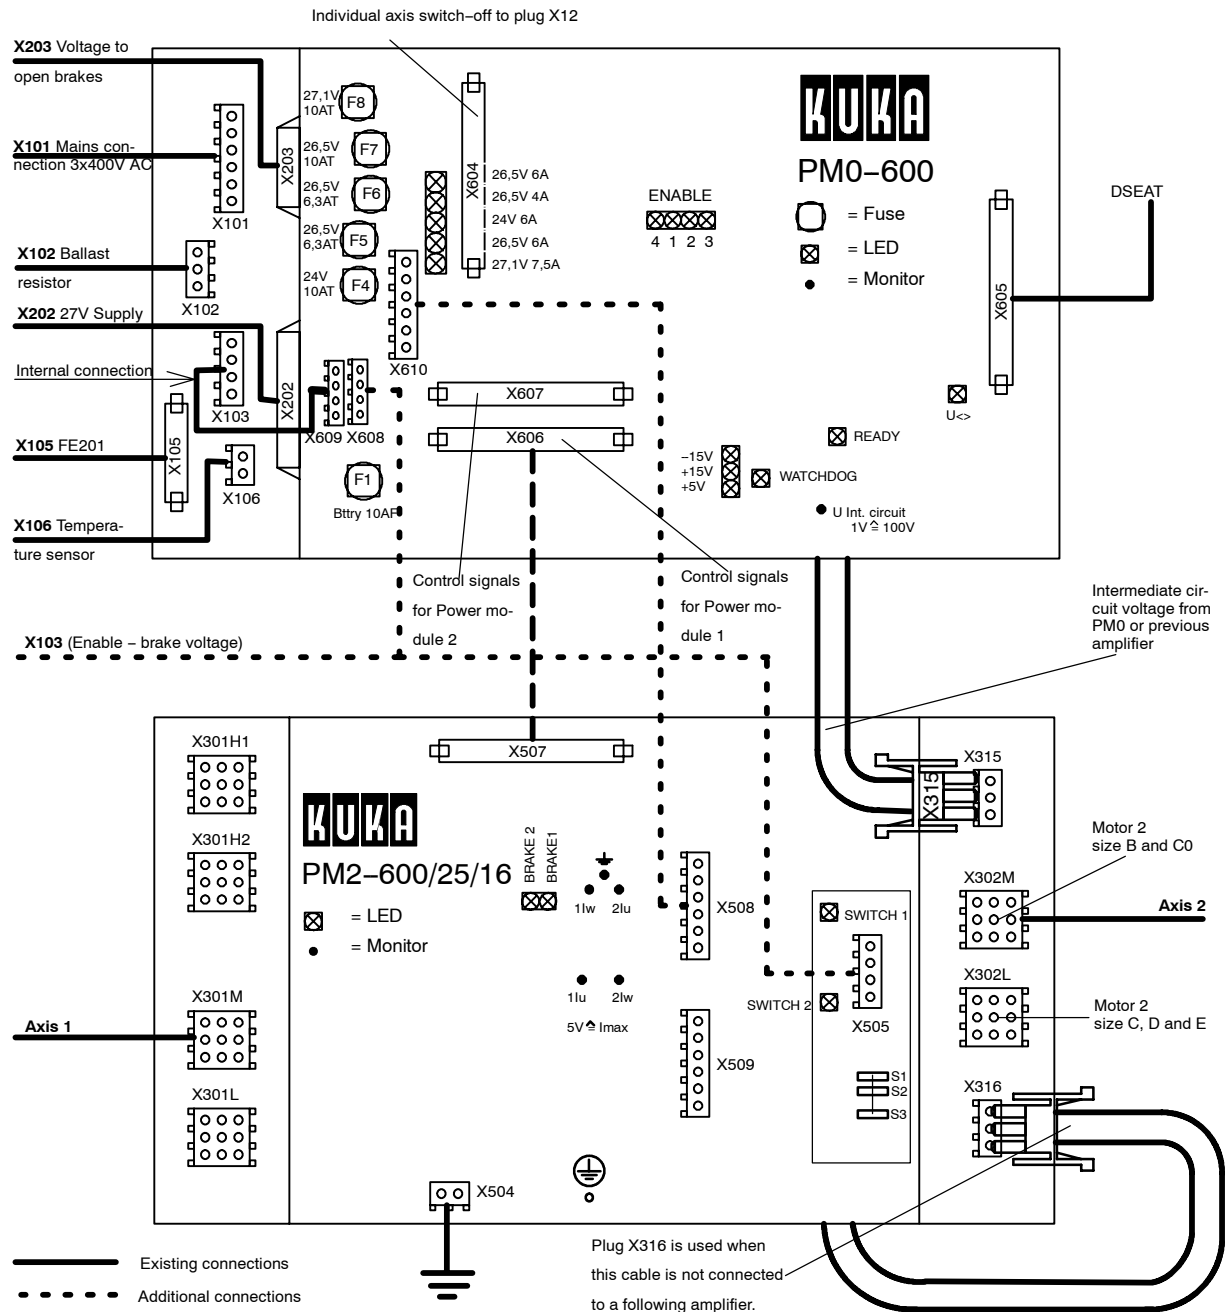 Individual axis switch–off to plug X12
X203 Voltage to
open brakes
X101 Mains con-
nection 3x400V AC
X102 Ballast
resistor
X202 27V Supply
Internal connection
X105 FE201
X106 Tempera-
ture sensor
X101
X102
X103
X105
X106
X203
X202
27,1V
10AT
F8
26,5V
10AT
F7
26,5V
6,3AT
F6
26,5V
6,3AT
F5
24V
10AT
F4
X610
X609 X608
F1
Bttry 10AF
X604
26,5V 6A
26,5V 4A
24V 6A
26,5V 6A
27,1V 7,5A
X607
X606
ENABLE
4 1 2 3
KUKA
PM0–600
= Fuse
= LED
= Monitor
X605
DSEAT
U<>
READY
–15V
+15V
+5V
WATCHDOG
U Int. circuit
1V ≙ 100V
Control signals
for Power mo-
dule 2
Control signals
for Power mo-
dule 1
Intermediate cir-
cuit voltage from
PM0 or previous
amplifier
X103 (Enable – brake voltage)
X301H1
X301H2
X301M
X301L
Axis 1
X507
KUKA
PM2–600/25/16
= LED
= Monitor
BRAKE 2
BRAKE1
1Iw
2Iu
1Iu
2Iw
5V ≙ Imax
X508
X509
SWITCH 1
SWITCH 2
X505
S1
S2
S3
X315
X315
Motor 2
size B and C0
X302M
Axis 2
X302L
Motor 2
size C, D and E
X316
X504
Existing connections
Additional connections
Plug X316 is used when
this cable is not connected
to a following amplifier.